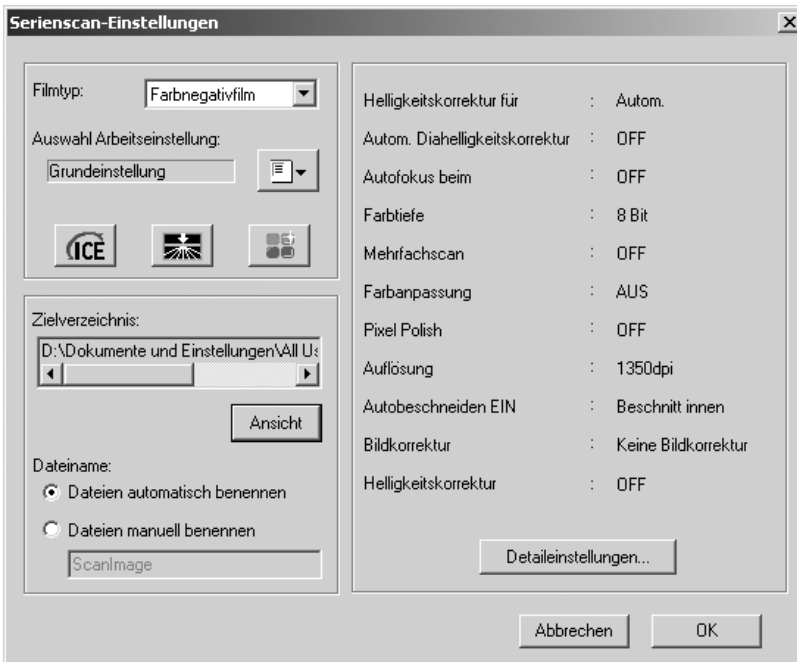 Serienscan-Einstellungen
Filmtyp:
Farbnegativfilm
Auswahl Arbeitseinstellung:
Grundeinstellung
ICE
Zielverzeichnis:
D:\Dokumente und Einstellungen\All Us
Ansicht
Dateiname:
Dateien automatisch benennen
Dateien manuell benennen
ScanImage
Helligkeitskorrektur für : Autom.
Autom. Diahelligkeitskorrektur : OFF
Autofokus beim : OFF
Farbtiefe : 8 Bit
Mehrfachscan : OFF
Farbanpassung : AUS
Pixel Polish : OFF
Auflösung : 1350dpi
Autobeschneiden EIN : Beschnitt innen
Bildkorrektur : Keine Bildkorrektur
Helligkeitskorrektur : OFF
Detaileinstellungen...
Abbrechen
OK